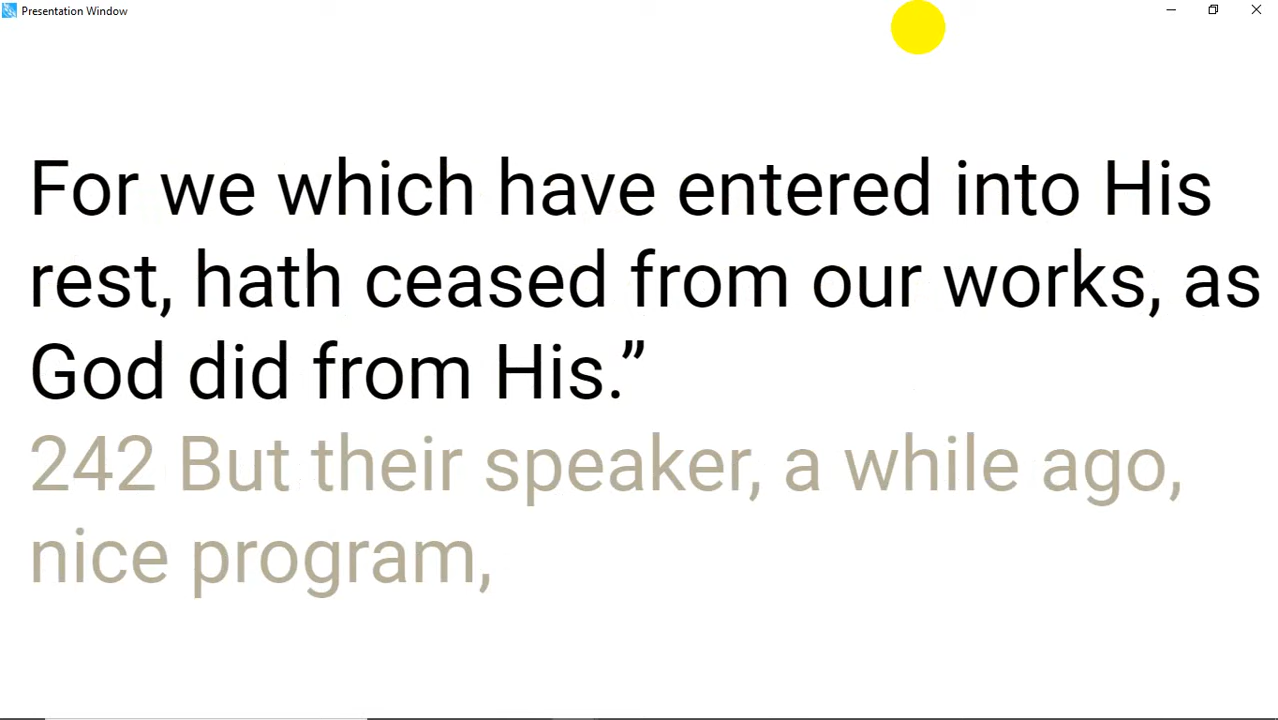 Presentation Window
For we which have entered into His
rest, hath ceased from our works, as
God did from His.”
242 But their speaker, a while ago,
nice program,